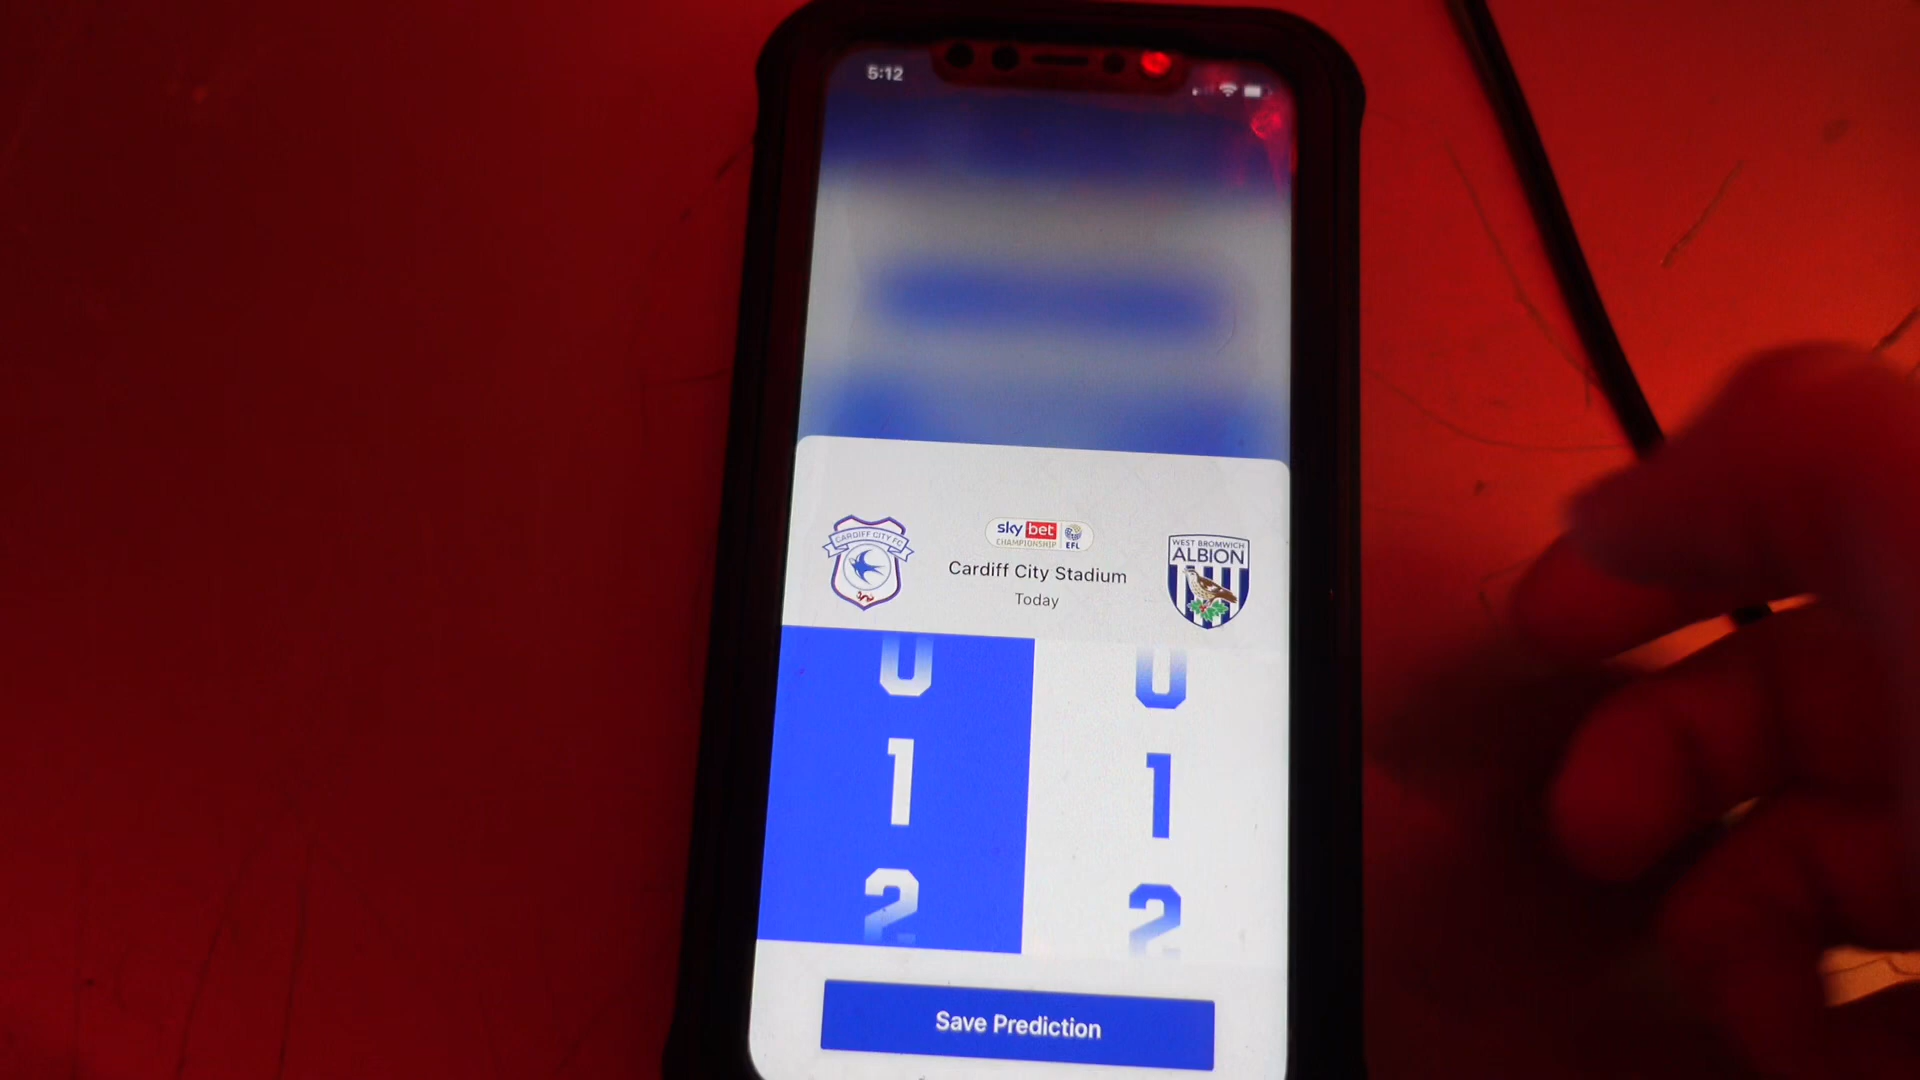 5:12
CARDIFF CITY FC
sky bet
CHAMPIONSHIP EFL
Cardiff City Stadium
Today
WEST BROMWICH
ALBION
0 0
1 1
2 2
Save Prediction